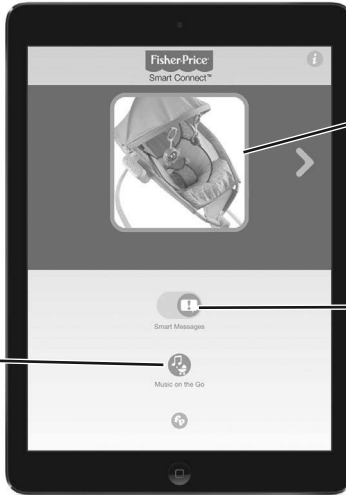 Fisher-Price
Smart Connect™
i
Smart Messages
Music on the Go